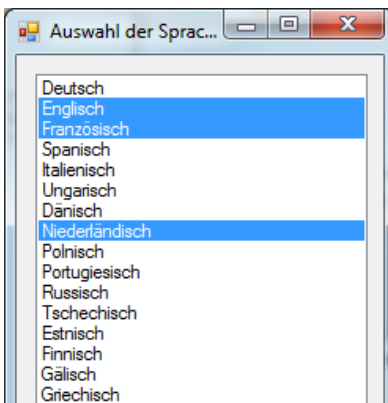 Auswahl der Sprac...
Deutsch
Englisch
Französisch
Spanisch
Italienisch
Ungarisch
Dänisch
Niederländisch
Polnisch
Portugiesisch
Russisch
Tschechisch
Estnisch
Finnisch
Gälisch
Griechisch